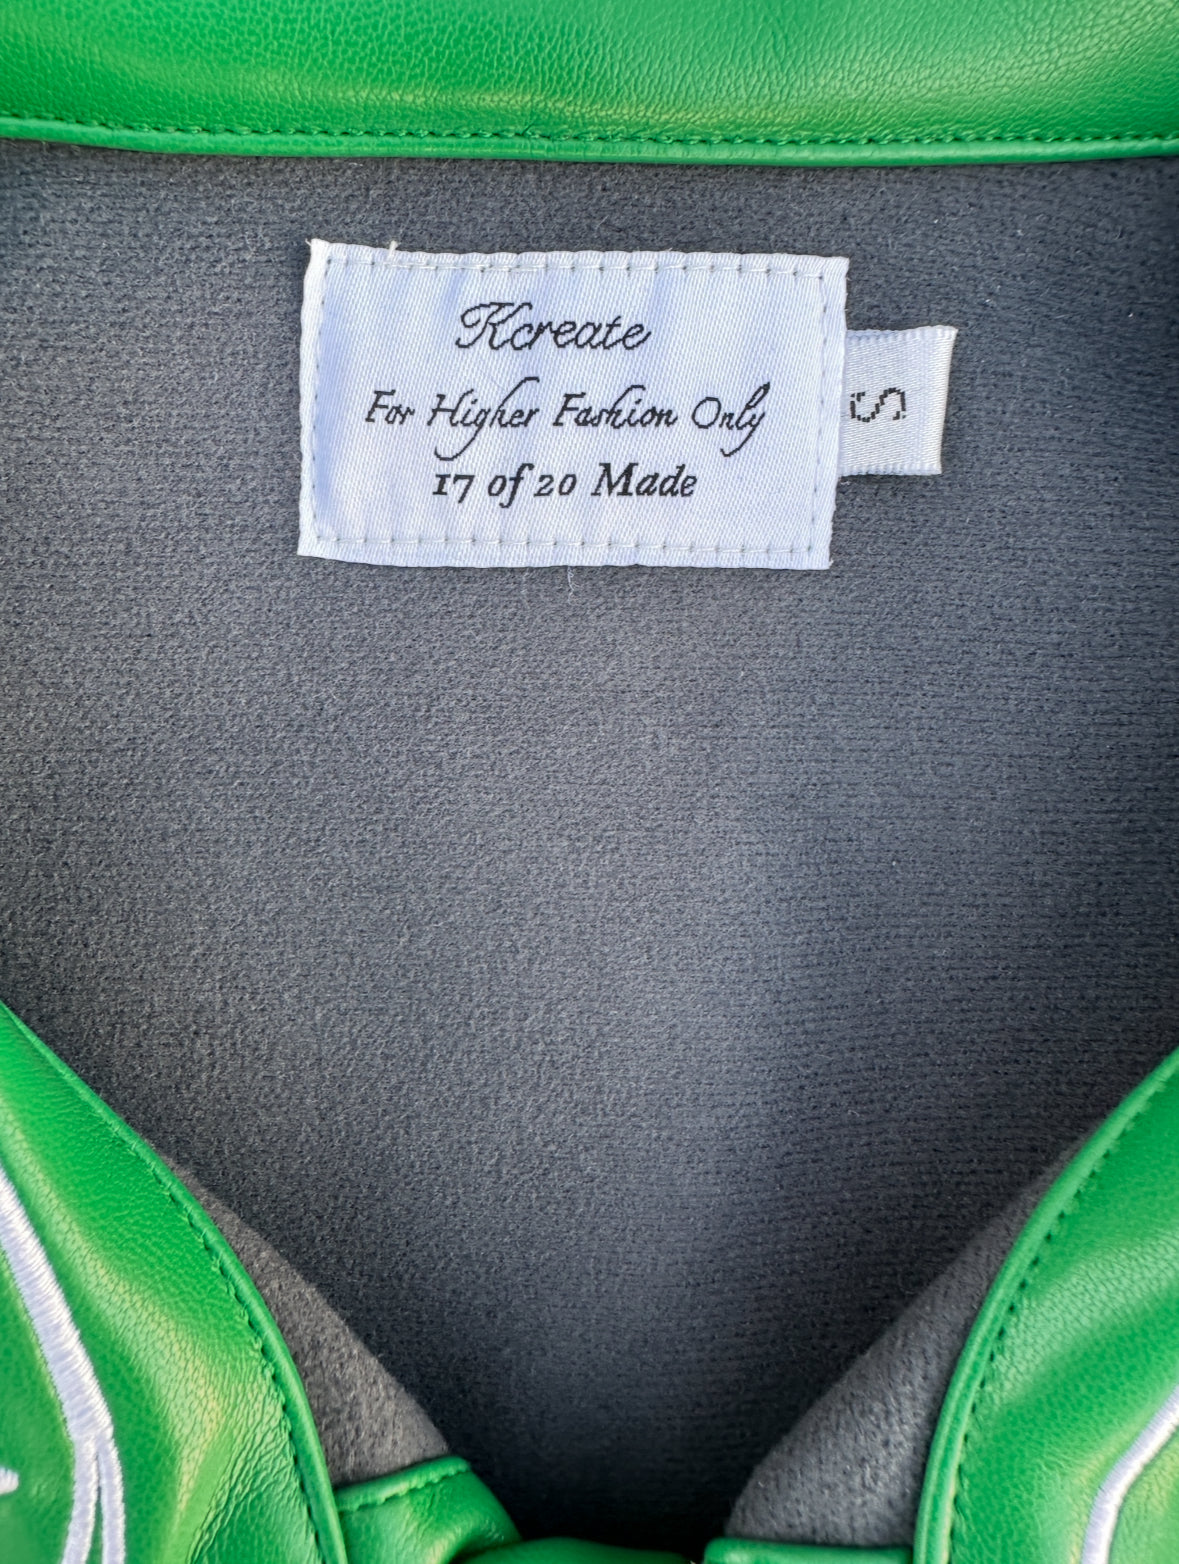 Kcreate
For Higher Fashion Only
17 of 20 Made
S